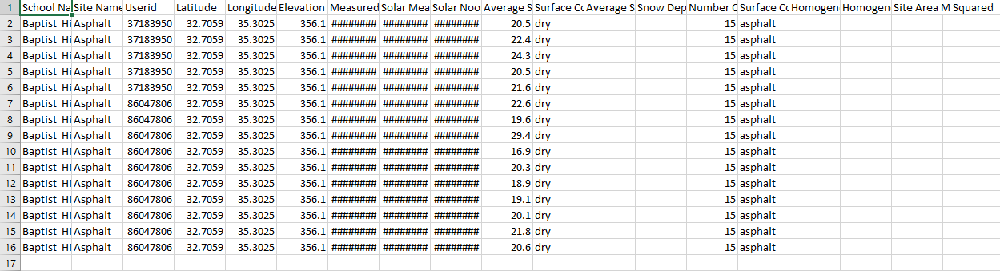 1 School Na Site Name Userid Latitude Longitude Elevation Measured Solar Mea Solar Noo Average S Surface Co Average S Snow Dep Number O Surface Co Homogen Homogen Site Area M Squared
2 Baptist Hi Asphalt 37183950 32.7059 35.3025 356.1 ######## ######## ######## 20.5 dry 15 asphalt
3 Baptist Hi Asphalt 37183950 32.7059 35.3025 356.1 ######## ######## ######## 22.4 dry 15 asphalt
4 Baptist Hi Asphalt 37183950 32.7059 35.3025 356.1 ######## ######## ######## 24.3 dry 15 asphalt
5 Baptist Hi Asphalt 37183950 32.7059 35.3025 356.1 ######## ######## ######## 20.5 dry 15 asphalt
6 Baptist Hi Asphalt 37183950 32.7059 35.3025 356.1 ######## ######## ######## 21.6 dry 15 asphalt
7 Baptist Hi Asphalt 86047806 32.7059 35.3025 356.1 ######## ######## ######## 22.6 dry 15 asphalt
8 Baptist Hi Asphalt 86047806 32.7059 35.3025 356.1 ######## ######## ######## 19.6 dry 15 asphalt
9 Baptist Hi Asphalt 86047806 32.7059 35.3025 356.1 ######## ######## ######## 29.4 dry 15 asphalt
10 Baptist Hi Asphalt 86047806 32.7059 35.3025 356.1 ######## ######## ######## 16.9 dry 15 asphalt
11 Baptist Hi Asphalt 86047806 32.7059 35.3025 356.1 ######## ######## ######## 20.3 dry 15 asphalt
12 Baptist Hi Asphalt 86047806 32.7059 35.3025 356.1 ######## ######## ######## 18.9 dry 15 asphalt
13 Baptist Hi Asphalt 86047806 32.7059 35.3025 356.1 ######## ######## ######## 19.1 dry 15 asphalt
14 Baptist Hi Asphalt 86047806 32.7059 35.3025 356.1 ######## ######## ######## 20.1 dry 15 asphalt
15 Baptist Hi Asphalt 86047806 32.7059 35.3025 356.1 ######## ######## ######## 21.8 dry 15 asphalt
16 Baptist Hi Asphalt 86047806 32.7059 35.3025 356.1 ######## ######## ######## 20.6 dry 15 asphalt
17